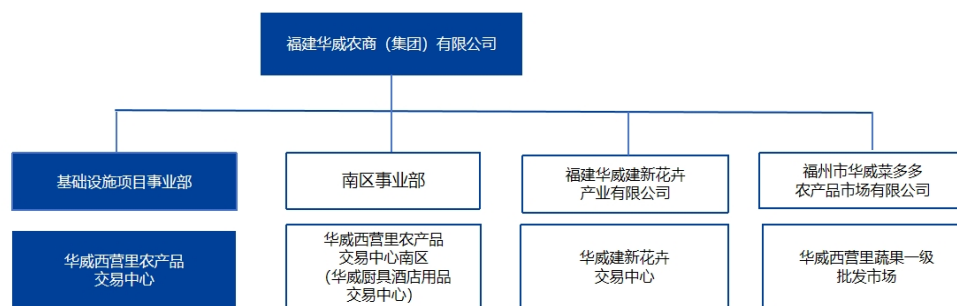 福建华威农商（集团）有限公司
基础设施项目事业部
南区事业部
福建华威建新花卉
产业有限公司
福州市华威菜多多
农产品市场有限公司
华威西营里农产品
交易中心
华威西营里农产品
交易中心南区
（华威厨具酒店用品
交易中心）
华威建新花卉
交易中心
华威西营里蔬果一级
批发市场